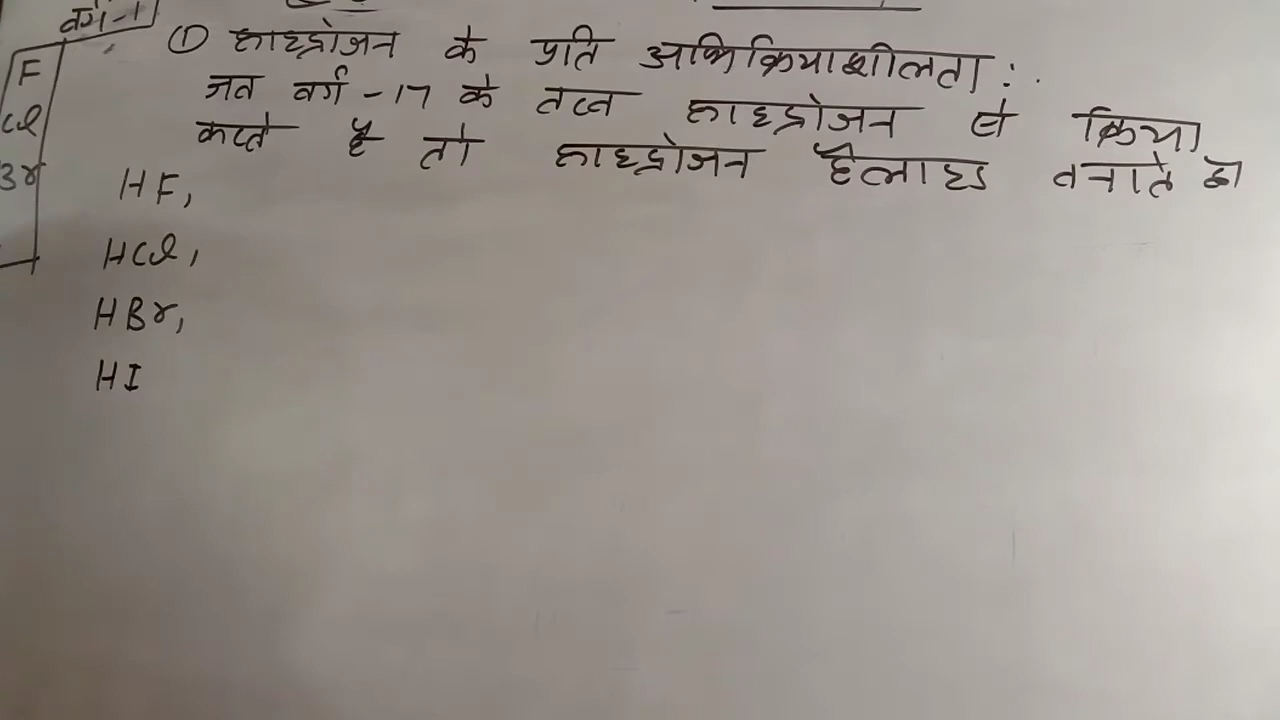 वर्ग-1
F
Cl
Br
① हाइड्रोजन के प्रति अभिक्रियाशीलता :.
जब वर्ग -17 के तत्व हाइड्रोजन से क्रिया
करते है तो हाइड्रोजन हैलाइड बनाते है
HF,
HCl,
HBr,
HI